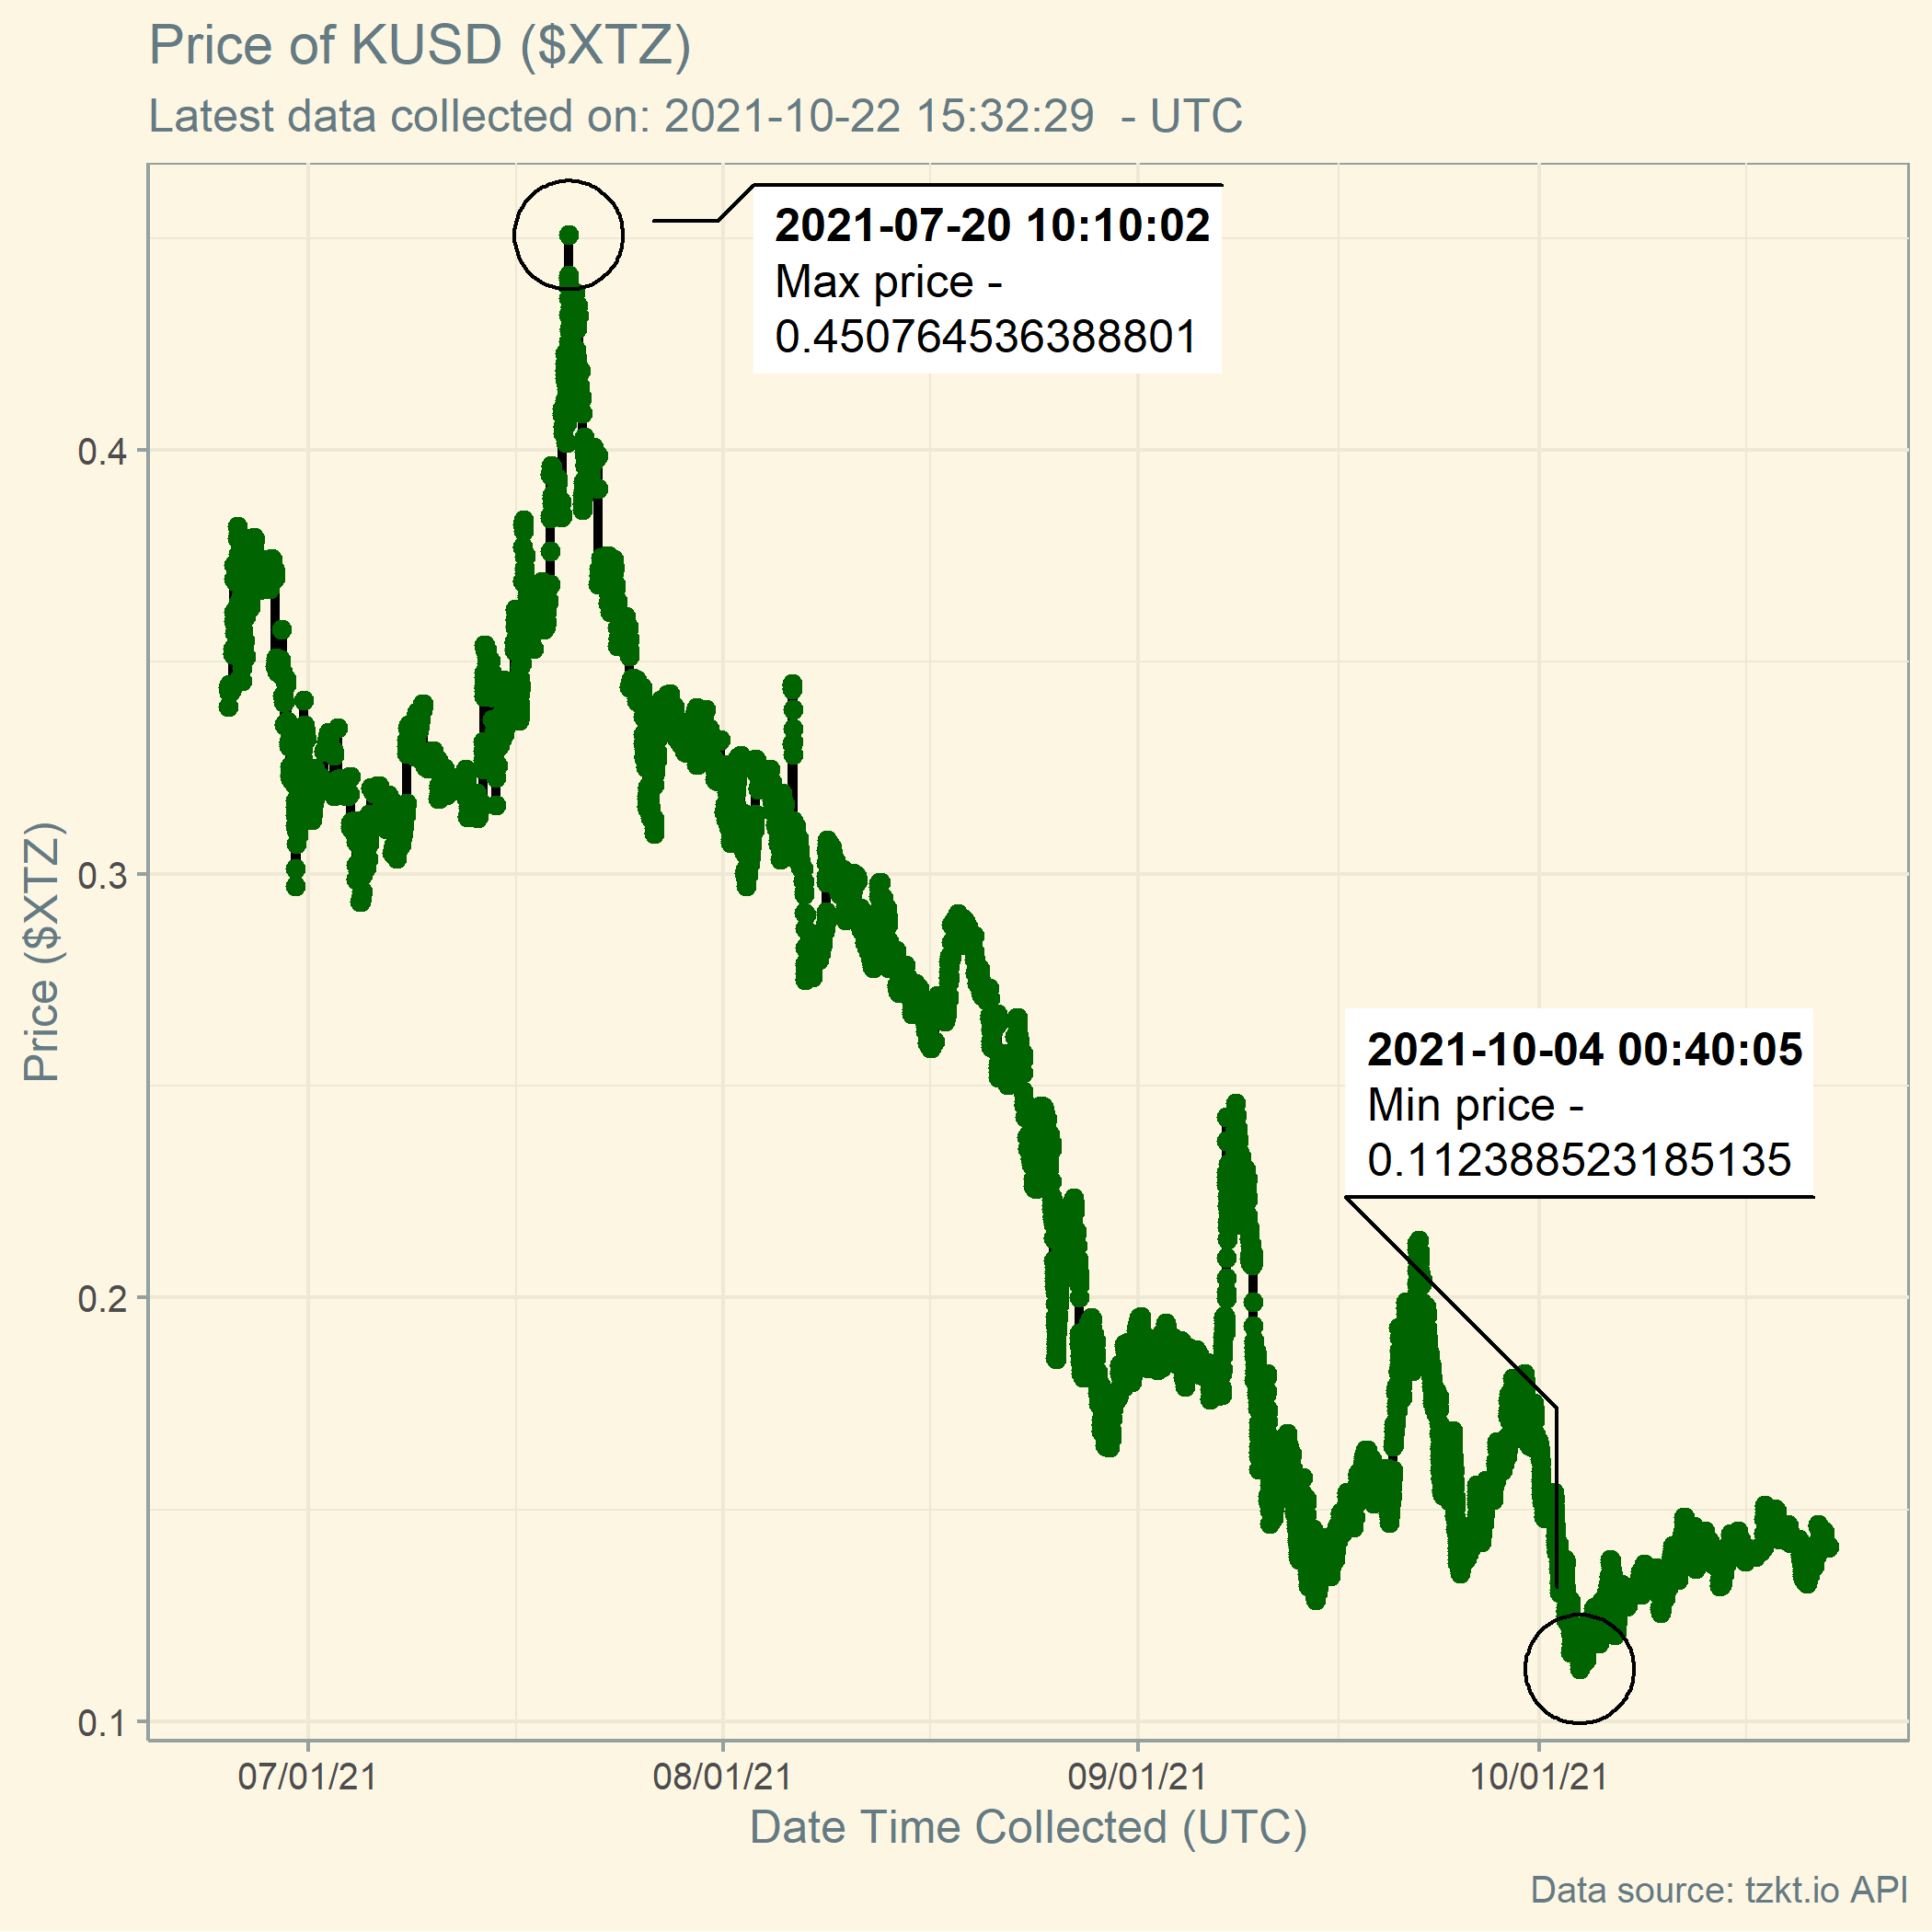 Price of KUSD ($XTZ)
Latest data collected on: 2021-10-22 15:32:29  - UTC
2021-07-20 10:10:02
Max price -
0.450764536388801
0.4
0.3
0.2
0.1
Price ($XTZ)
2021-10-04 00:40:05
Min price -
0.112388523185135
07/01/21 08/01/21 09/01/21 10/01/21
Date Time Collected (UTC)
Data source: tzkt.io API